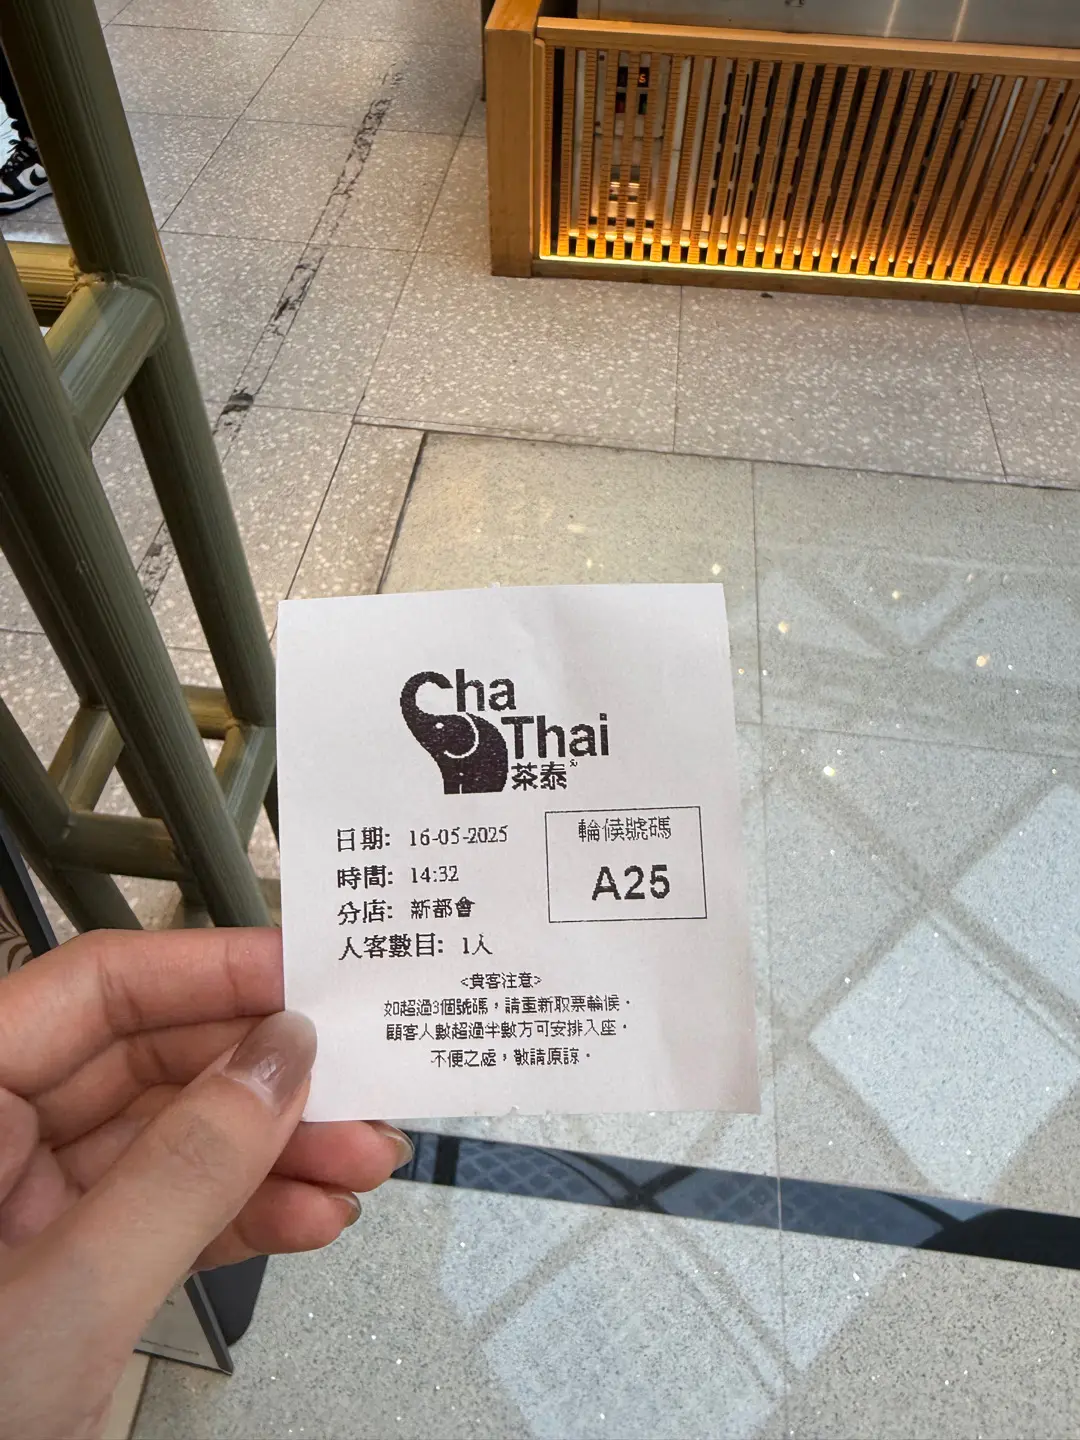 Cha
Thai
茶泰
日期: 16-05-2025
時間: 14:32
分店: 新都會
人客數目: 1人
輪候號碼
A25
<貴客注意>
如超過3個號碼，請重新取票輪候。
顧客人數超過半數方可安排入座。
不便之處，敬請原諒。